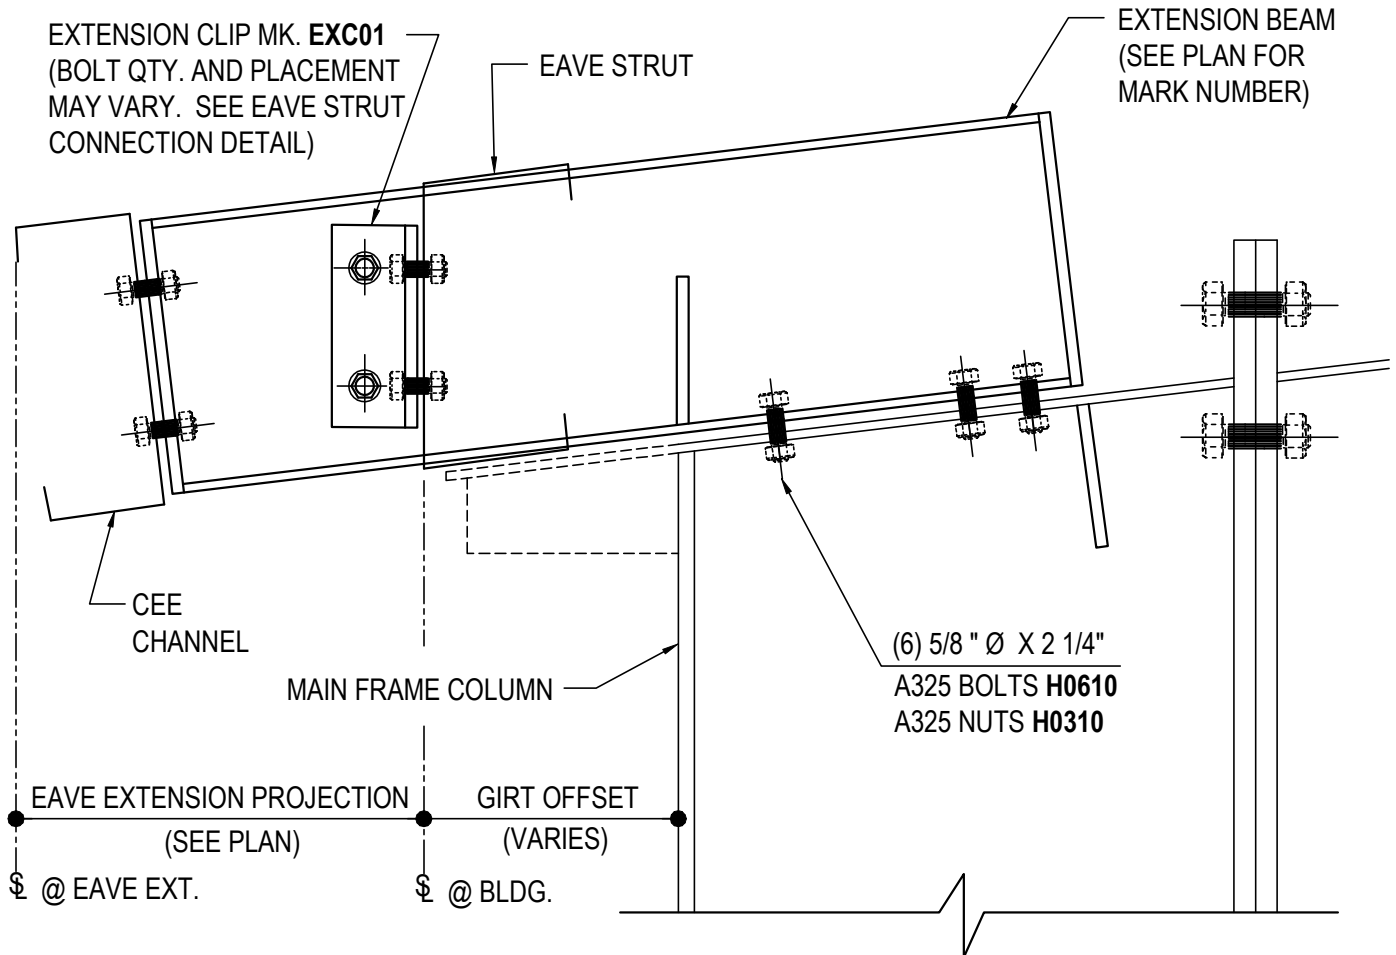 EXTENSION CLIP MK. EXC01
(BOLT QTY. AND PLACEMENT
MAY VARY. SEE EAVE STRUT
CONNECTION DETAIL)
EAVE STRUT
EXTENSION BEAM
(SEE PLAN FOR
MARK NUMBER)
CEE
CHANNEL
MAIN FRAME COLUMN
(6) 5/8 " Ø X 2 1/4"
A325 BOLTS H0610
A325 NUTS H0310
EAVE EXTENSION PROJECTION
(SEE PLAN)
GIRT OFFSET
(VARIES)
SL @ EAVE EXT.
SL @ BLDG.